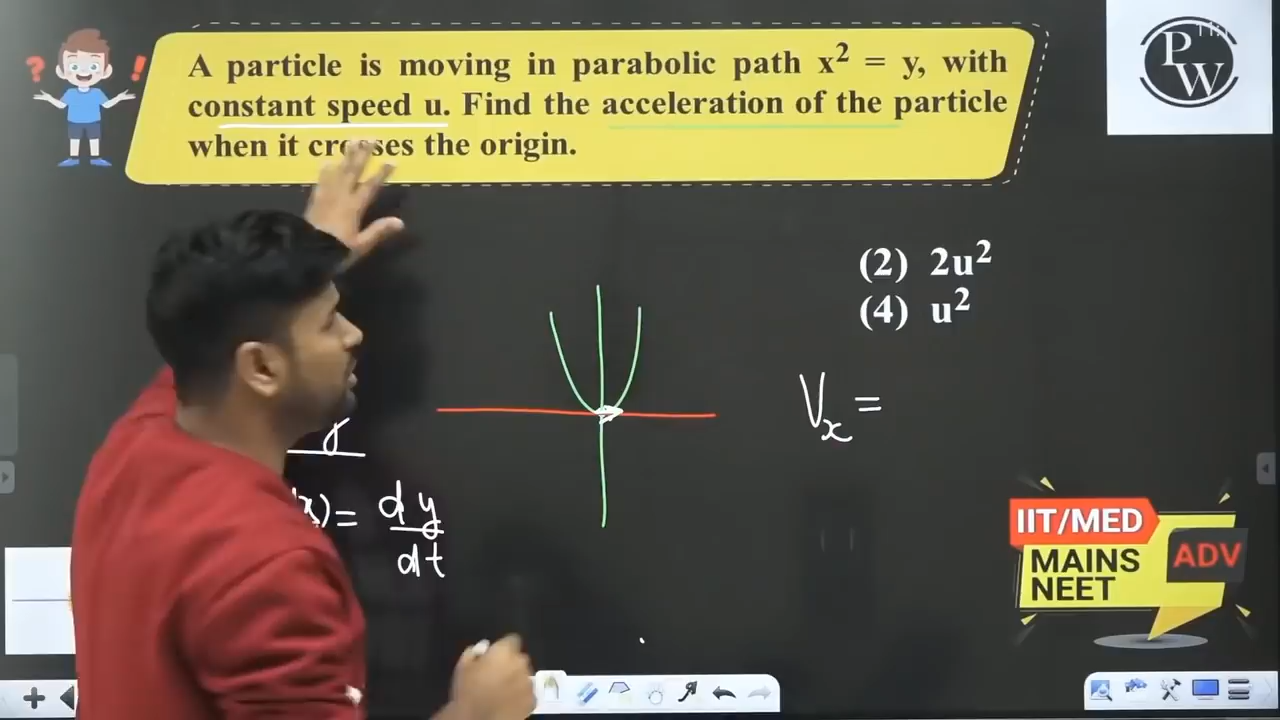 A particle is moving in parabolic path x² = y, with
constant speed u. Find the acceleration of the particle
when it crosses the origin.
PW
? !
(2) 2u²
(4) u²
Vx =
= dy/dt
IIT/MED
MAINS
NEET
ADV